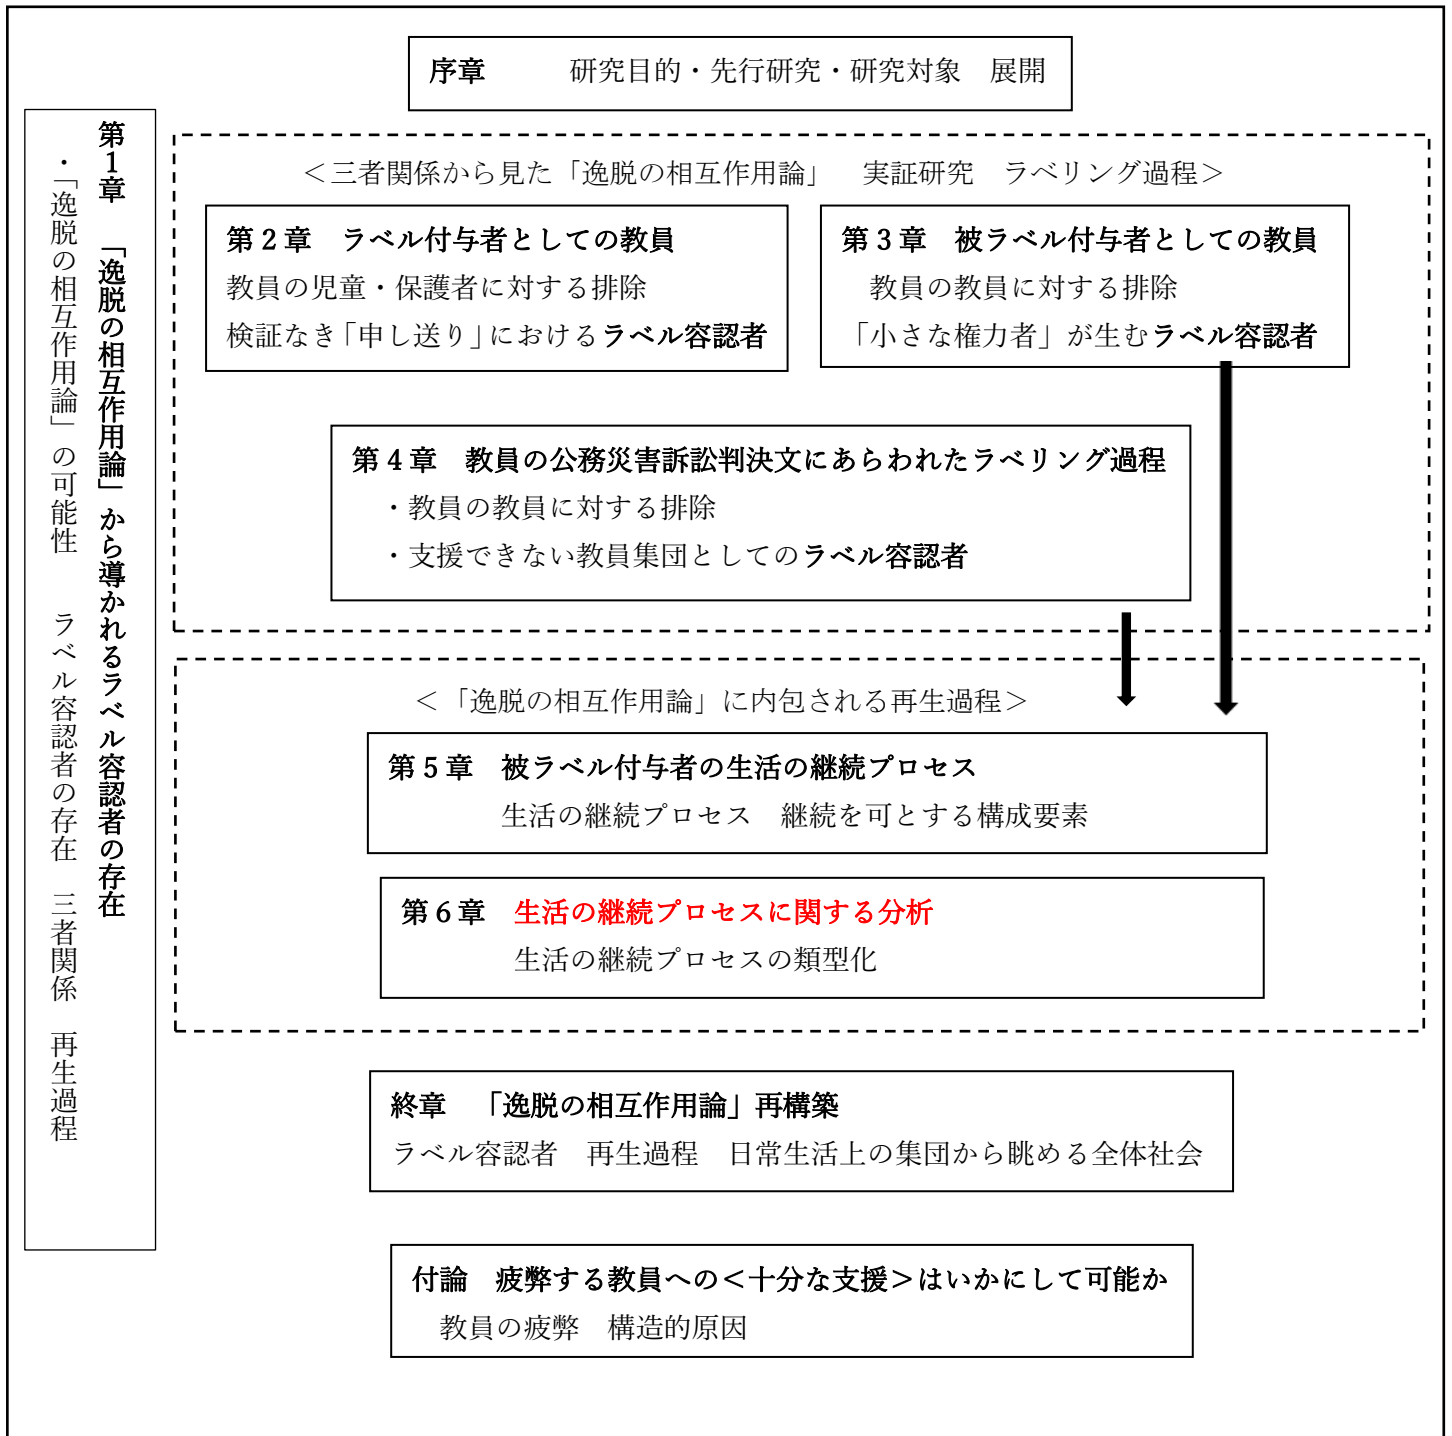 序章　　　研究目的・先行研究・研究対象　展開
第1章　「逸脱の相互作用論」から導かれるラベル容認者の存在
・「逸脱の相互作用論」の可能性　ラベル容認者の存在　三者関係　再生過程
＜三者関係から見た「逸脱の相互作用論」　実証研究　ラベリング過程＞
第２章　ラベル付与者としての教員
教員の児童・保護者に対する排除
検証なき「申し送り」におけるラベル容認者
第３章　被ラベル付与者としての教員
教員の教員に対する排除
「小さな権力者」が生むラベル容認者
第４章　教員の公務災害訴訟判決文にあらわれたラベリング過程
・教員の教員に対する排除
・支援できない教員集団としてのラベル容認者
＜「逸脱の相互作用論」に内包される再生過程＞
第５章　被ラベル付与者の生活の継続プロセス
生活の継続プロセス　継続を可とする構成要素
第６章　生活の継続プロセスに関する分析
生活の継続プロセスの類型化
終章　「逸脱の相互作用論」再構築
ラベル容認者　再生過程　日常生活上の集団から眺める全体社会
付論　疲弊する教員への＜十分な支援＞はいかにして可能か
教員の疲弊　構造的原因